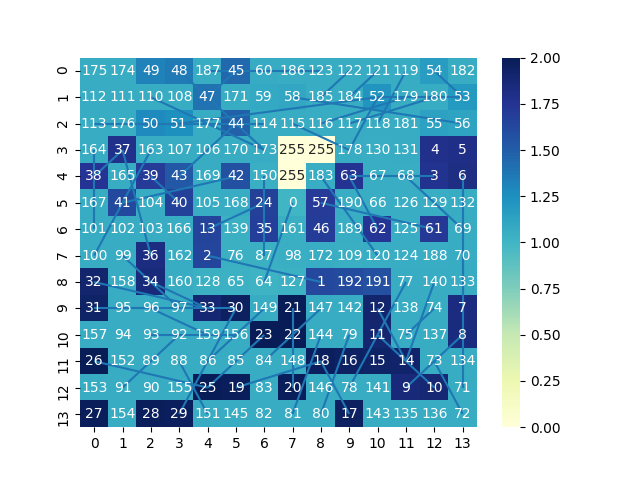 0 175 174 49 48 187 45 60 186 123 122 121 119 54 182 2.00
1 112 111 110 108 47 171 59 58 185 184 52 179 180 53 1.75
2 113 176 50 51 177 44 114 115 116 117 118 181 55 56
3 164 37 163 107 106 170 173 255 255 178 130 131 4 5 1.50
4 38 165 39 43 169 42 150 255 183 63 67 68 3 6
5 167 41 104 40 105 168 24 0 57 190 66 126 129 132 1.25
6 101 102 103 166 13 139 35 161 46 189 62 125 61 69 1.00
7 100 99 36 162 2 76 87 98 172 109 120 124 188 70
8 32 158 34 160 128 65 64 127 1 192 191 77 140 133 0.75
9 31 95 96 97 33 30 149 21 147 142 12 138 74 7
10 157 94 93 92 159 156 23 22 144 79 11 75 137 8 0.50
11 26 152 89 88 86 85 84 148 18 16 15 14 73 134
12 153 91 90 155 25 19 83 20 146 78 141 9 10 71 0.25
13 27 154 28 29 151 145 82 81 80 17 143 135 136 72 0.00
0 1 2 3 4 5 6 7 8 9 10 11 12 13